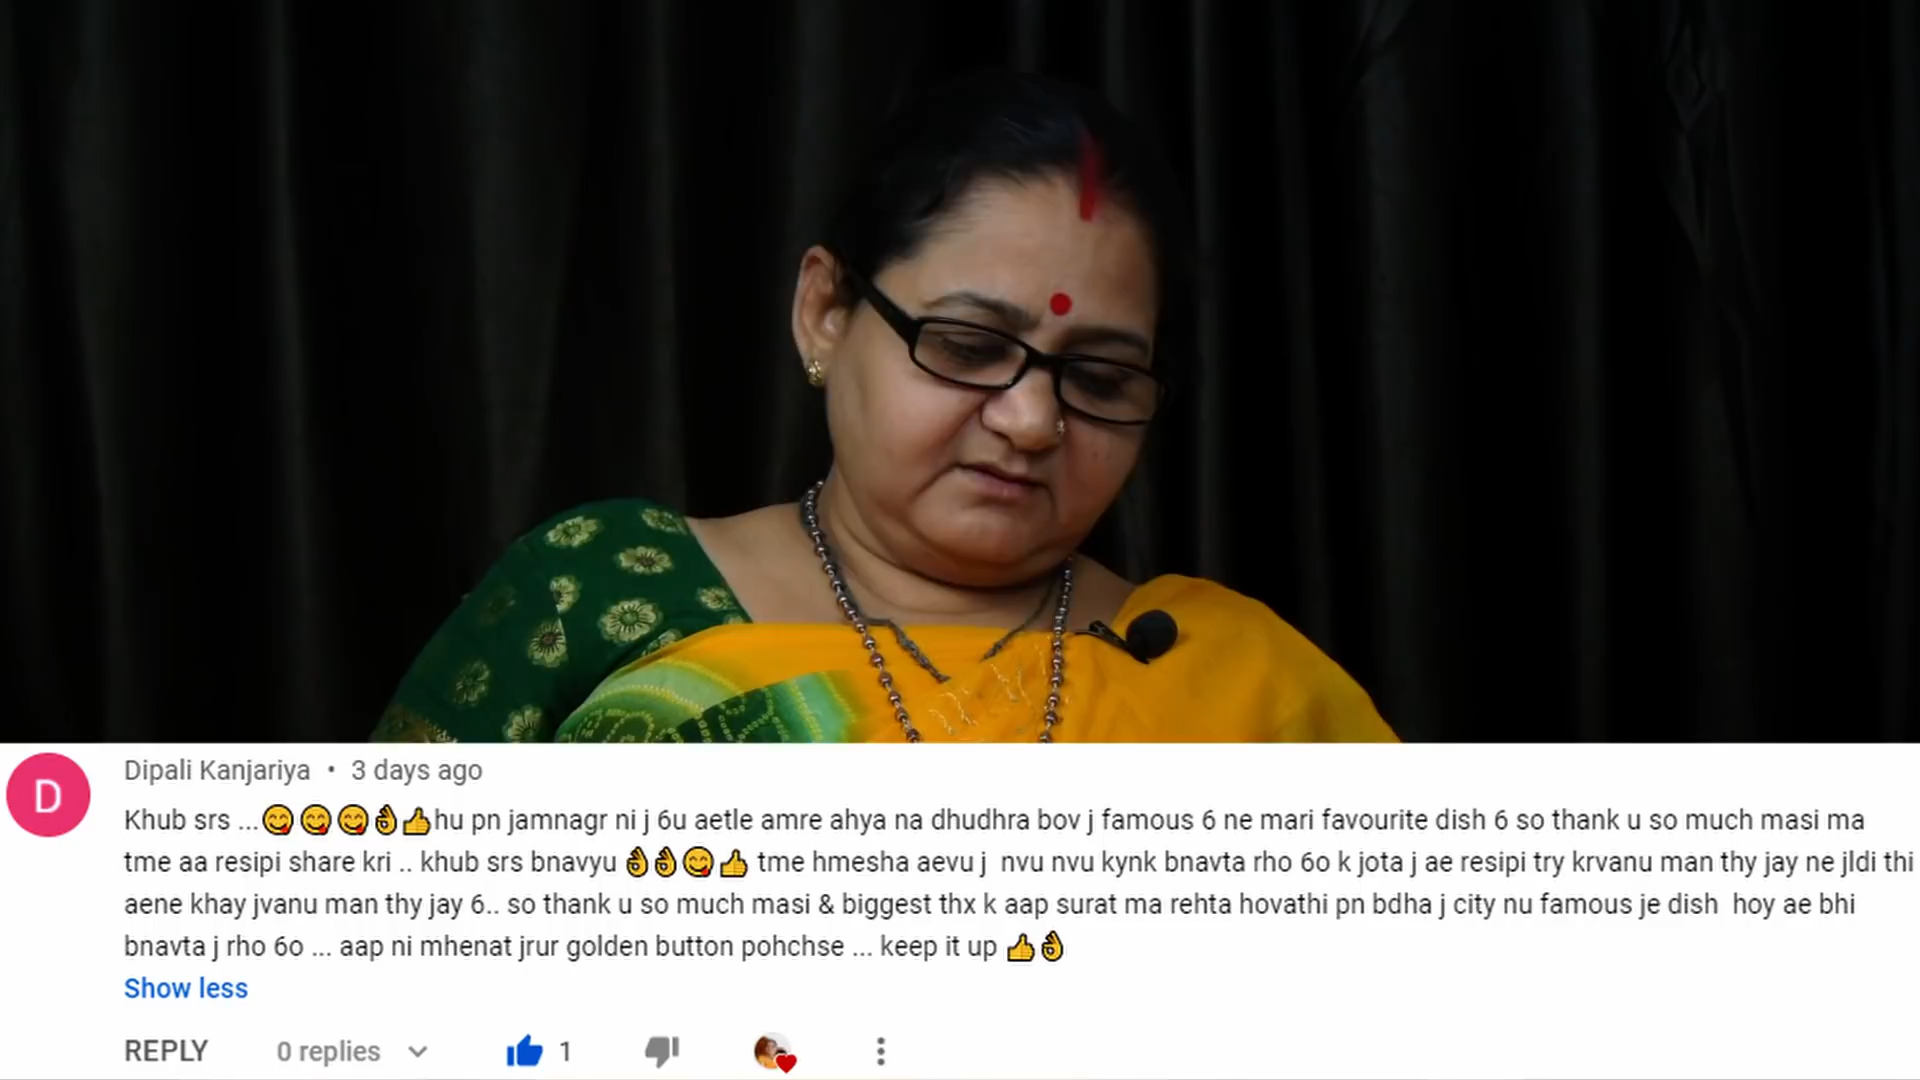 D
Dipali Kanjariya • 3 days ago
Khub srs ...😋😋😋👌👍hu pn jamnagr ni j 6u aetle amre ahya na dhudhra bov j famous 6 ne mari favourite dish 6 so thank u so much masi ma
tme aa resipi share kri .. khub srs bnavyu 👌👌😋👍 tme hmesha aevu j nvu nvu kynk bnavta rho 6o k jota j ae resipi try krvanu man thy jay ne jldi thi
aene khay jvanu man thy jay 6.. so thank u so much masi & biggest thx k aap surat ma rehta hovathi pn bdha j city nu famous je dish hoy ae bhi
bnavta j rho 6o ... aap ni mhenat jrur golden button pohchse ... keep it up 👍👌
Show less
REPLY 0 replies 1